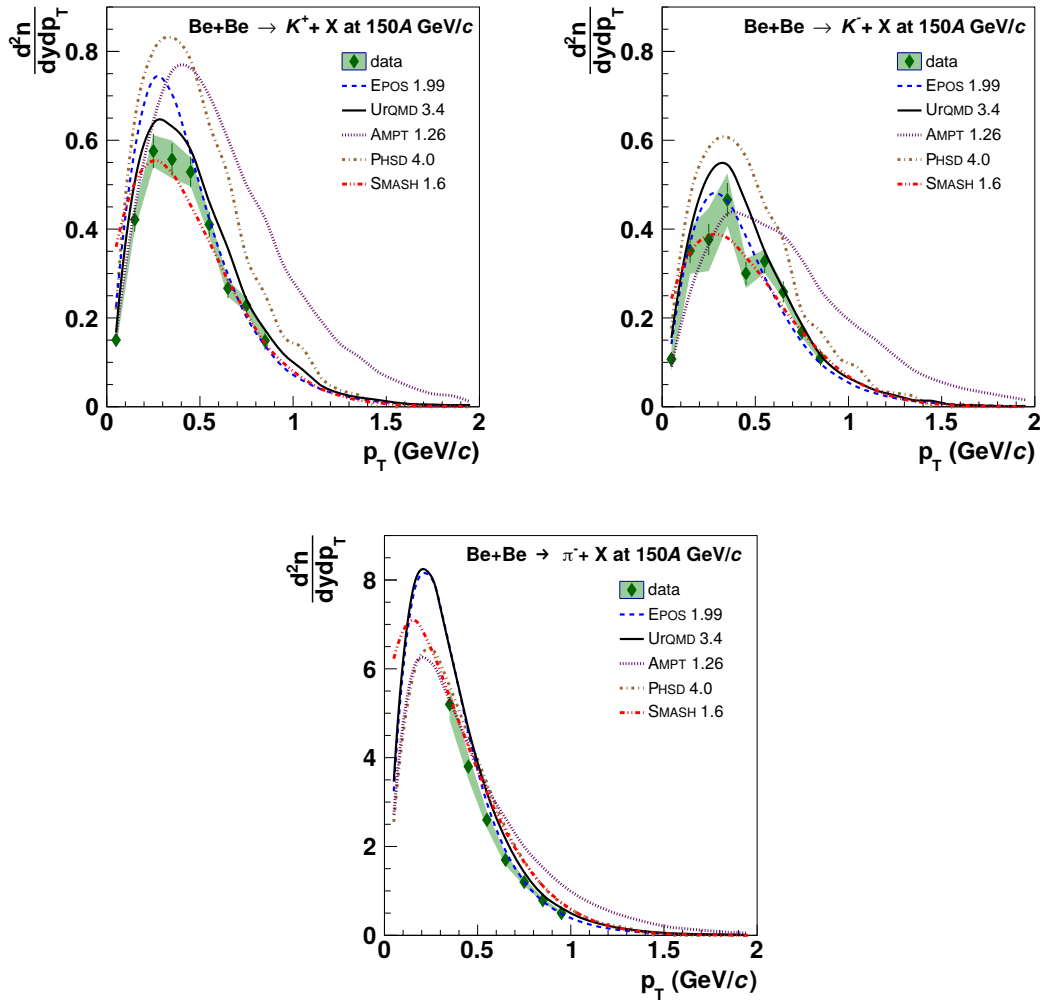 Be+Be → K⁺+ X at 150A GeV/c
d²n
dydp_T
data
EPOS 1.99
UrQMD 3.4
AMPT 1.26
PHSD 4.0
SMASH 1.6
0.8
0.6
0.4
0.2
0
0 0.5 1 1.5 2
p_T (GeV/c)
Be+Be → K⁻+ X at 150A GeV/c
d²n
dydp_T
data
EPOS 1.99
UrQMD 3.4
AMPT 1.26
PHSD 4.0
SMASH 1.6
0.8
0.6
0.4
0.2
0
0 0.5 1 1.5 2
p_T (GeV/c)
Be+Be → π⁻+ X at 150A GeV/c
d²n
dydp_T
data
EPOS 1.99
UrQMD 3.4
AMPT 1.26
PHSD 4.0
SMASH 1.6
8
6
4
2
0
0 0.5 1 1.5 2
p_T (GeV/c)